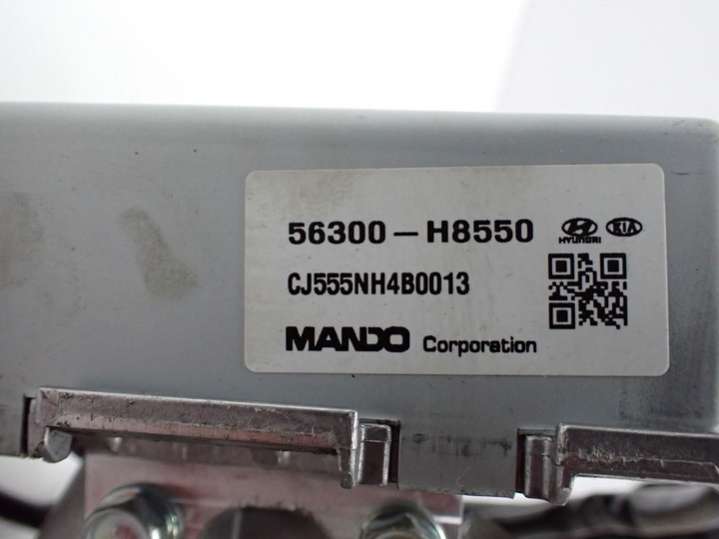 56300-H8550
HYUNDAI KIA
CJ555NH4B0013
MANDO Corporation